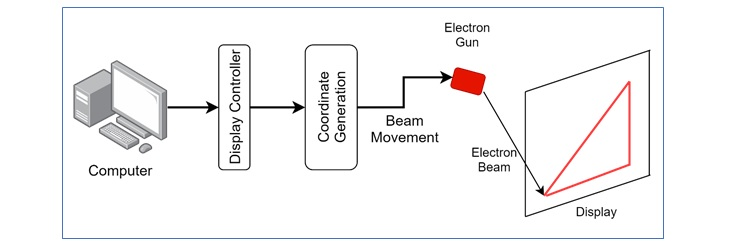 Computer
Display Controller
Coordinate
Generation
Beam
Movement
Electron
Gun
Electron
Beam
Display